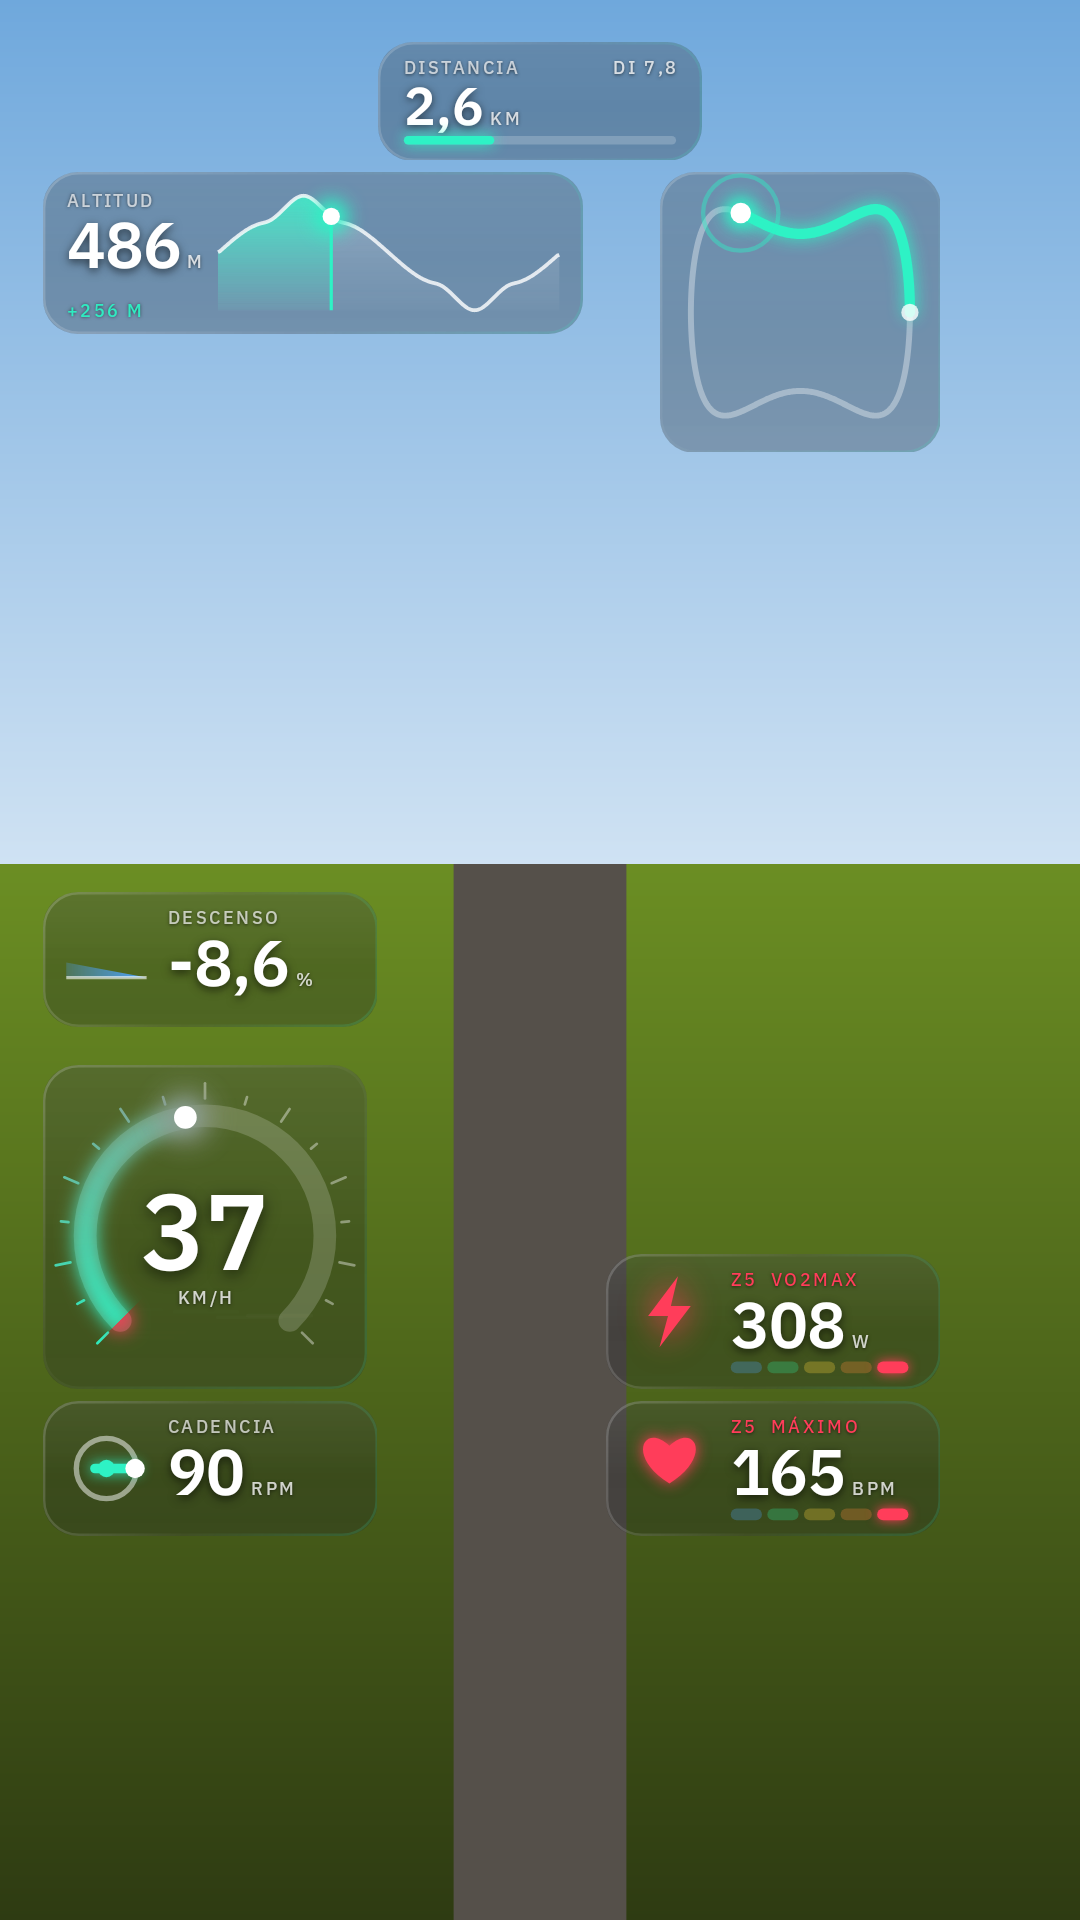 DISTANCIA DI 7,8
2,6 KM
ALTITUD
486 M
+256 M
DESCENSO
-8,6 %
37
KM/H
CADENCIA
90 RPM
Z5 VO2MAX
308 W
Z5 MÁXIMO
165 BPM